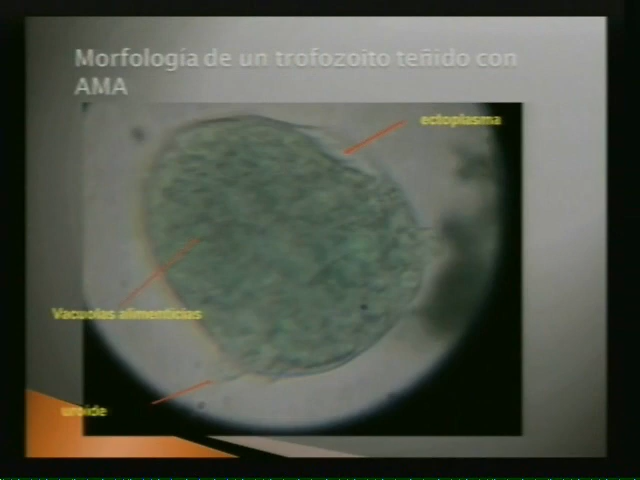 Morfología de un trofozoito teñido con
AMA
ectoplasma
Vacuolas alimenticias
uroide